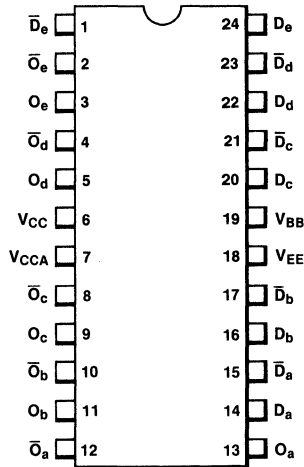 D̅e 1 24 De
O̅e 2 23 D̅d
Oe 3 22 Dd
O̅d 4 21 D̅c
Od 5 20 Dc
VCC 6 19 VBB
VCCA 7 18 VEE
O̅c 8 17 D̅b
Oc 9 16 Db
O̅b 10 15 D̅a
Ob 11 14 Da
O̅a 12 13 Oa